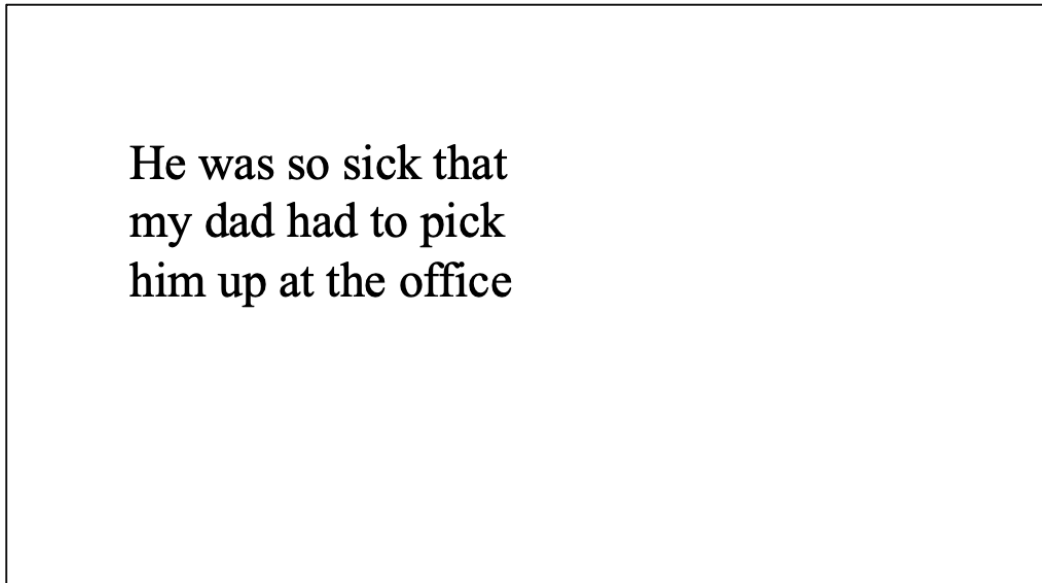 He was so sick that
my dad had to pick
him up at the office